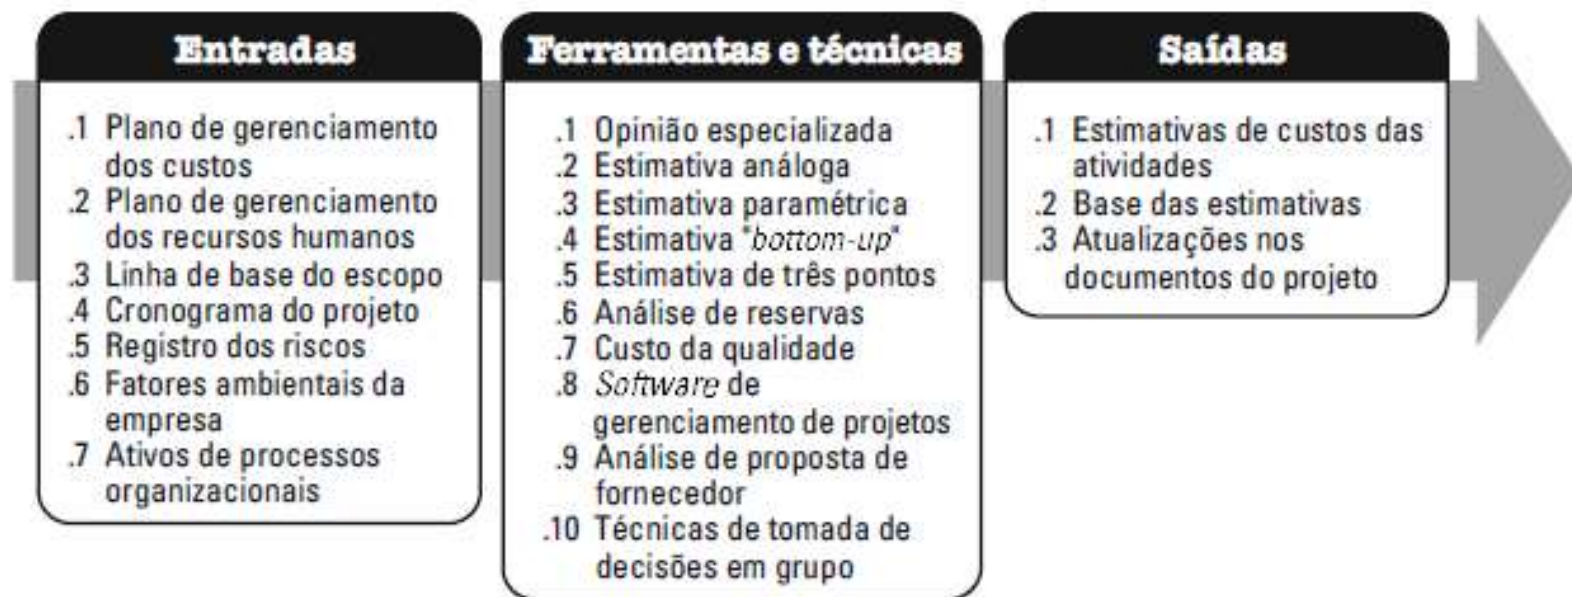 Entradas
.1 Plano de gerenciamento
dos custos
.2 Plano de gerenciamento
dos recursos humanos
.3 Linha de base do escopo
.4 Cronograma do projeto
.5 Registro dos riscos
.6 Fatores ambientais da
empresa
.7 Ativos de processos
organizacionais
Ferramentas e técnicas
.1 Opinião especializada
.2 Estimativa análoga
.3 Estimativa paramétrica
.4 Estimativa "bottom-up"
.5 Estimativa de três pontos
.6 Análise de reservas
.7 Custo da qualidade
.8 Software de
gerenciamento de projetos
.9 Análise de proposta de
fornecedor
.10 Técnicas de tomada de
decisões em grupo
Saídas
.1 Estimativas de custos das
atividades
.2 Base das estimativas
.3 Atualizações nos
documentos do projeto